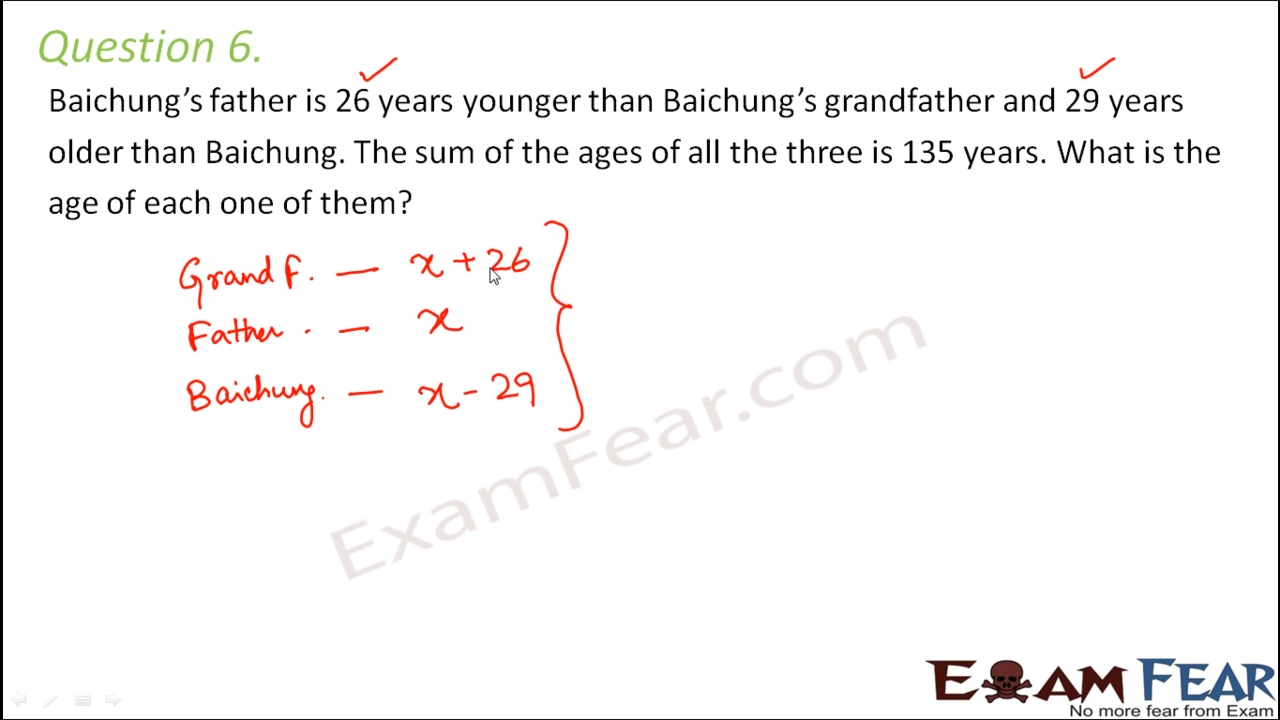 Question 6.
Baichung’s father is 26 years younger than Baichung’s grandfather and 29 years
older than Baichung. The sum of the ages of all the three is 135 years. What is the
age of each one of them?
Grand F. — x + 26
Father. — x
Baichung. — x - 29
ExamFear.com
EXAM FEAR
No more fear from Exam